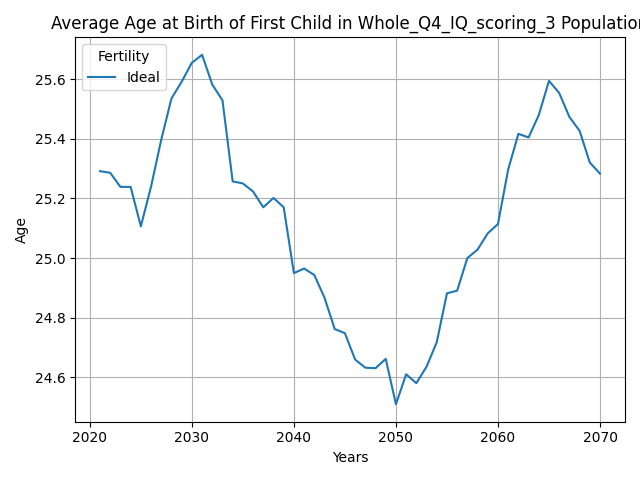 Average Age at Birth of First Child in Whole_Q4_IQ_scoring_3 Population
Fertility
Ideal
25.6
25.4
25.2
25.0
24.8
24.6
Age
2020 2030 2040 2050 2060 2070
Years